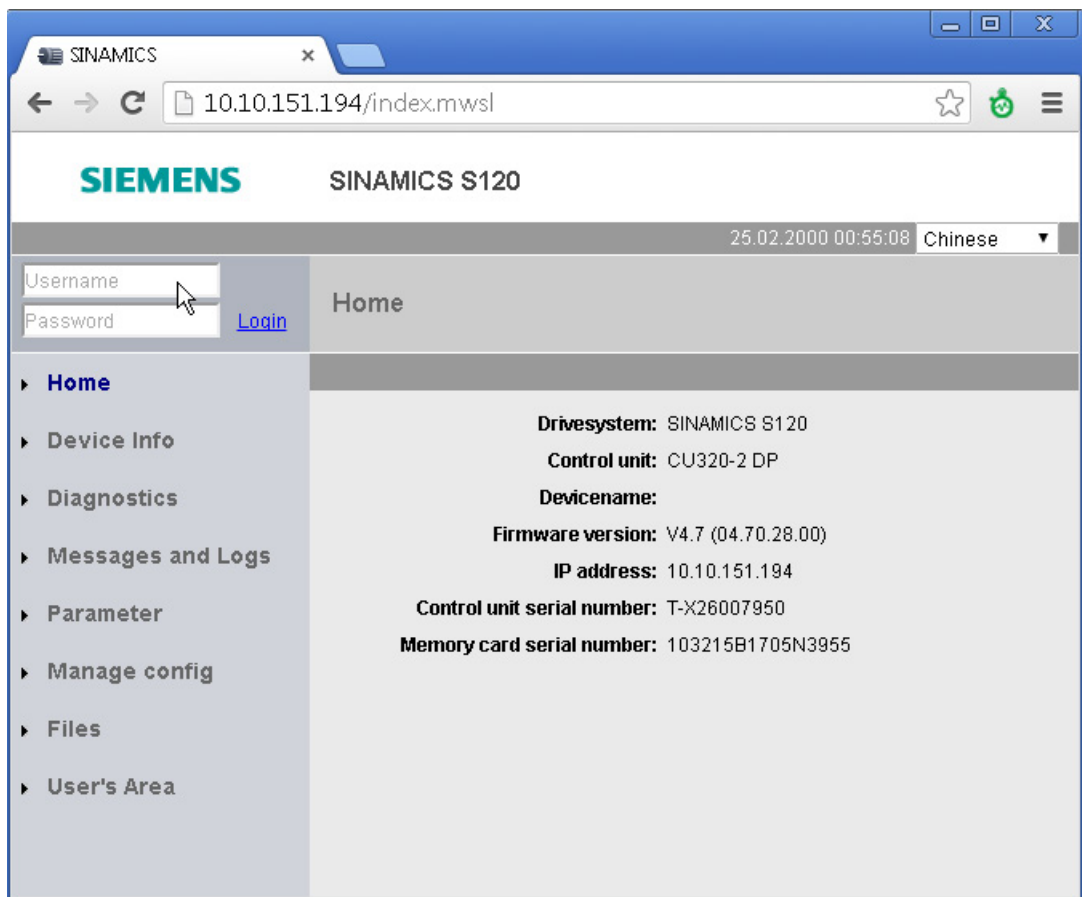 SINAMICS
10.10.151.194/index.mwsl
SIEMENS SINAMICS S120
25.02.2000 00:55:08 Chinese
Username
Password Login
Home
Home
Device Info
Diagnostics
Messages and Logs
Parameter
Manage config
Files
User's Area
Drivesystem: SINAMICS S120
Control unit: CU320-2 DP
Devicename:
Firmware version: V4.7 (04.70.28.00)
IP address: 10.10.151.194
Control unit serial number: T-X26007950
Memory card serial number: 103215B1705N3955